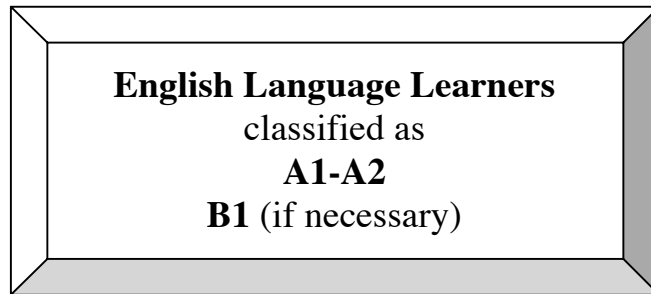 English Language Learners
classified as
A1-A2
B1 (if necessary)